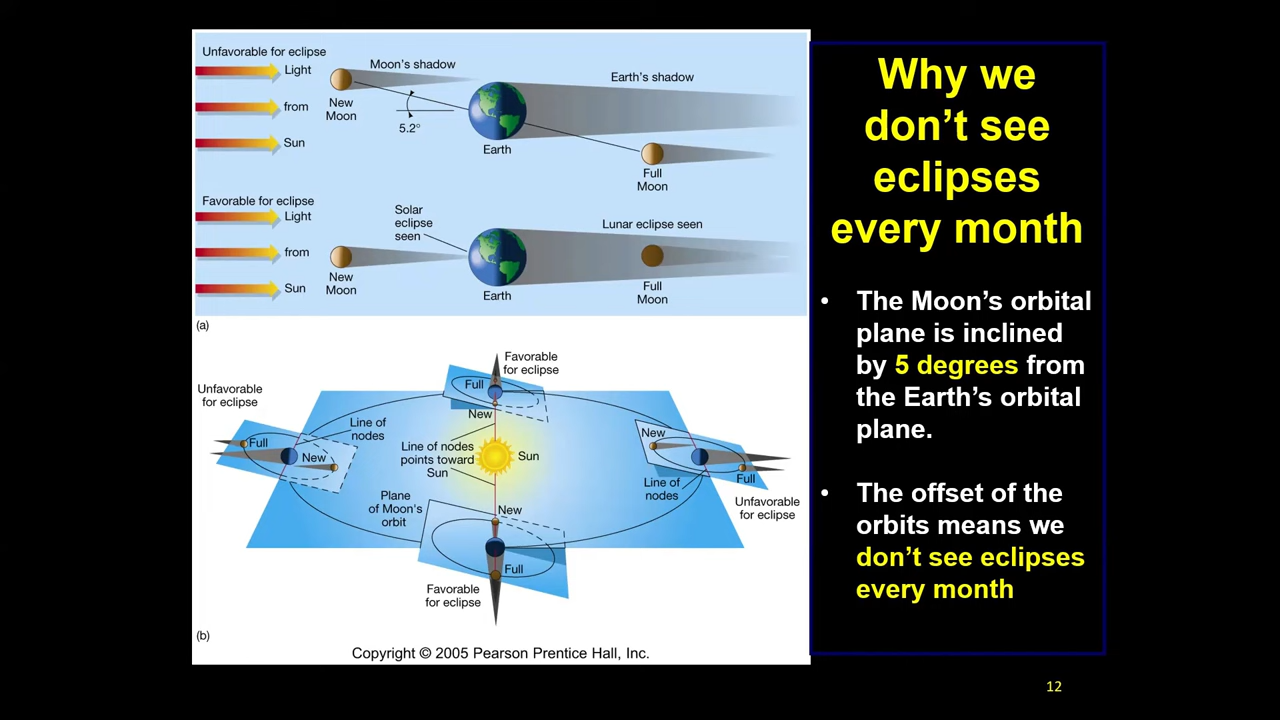 Unfavorable for eclipse
Light
from
Sun
Moon's shadow
Earth's shadow
New
Moon
5.2°
Earth
Full
Moon
Favorable for eclipse
Light
from
Sun
Solar
eclipse
seen
Lunar eclipse seen
New
Moon
Earth
Full
Moon
(a)
Favorable
for eclipse
Full
New
Unfavorable
for eclipse
Line of
nodes
Full
New
Line of nodes
points toward
Sun
Sun
New
Line of
nodes
Full
Unfavorable
for eclipse
Plane
of Moon's
orbit
New
Full
Favorable
for eclipse
(b)
Copyright © 2005 Pearson Prentice Hall, Inc.
Why we
don't see
eclipses
every month
• The Moon's orbital
plane is inclined
by 5 degrees from
the Earth's orbital
plane.
• The offset of the
orbits means we
don't see eclipses
every month
12